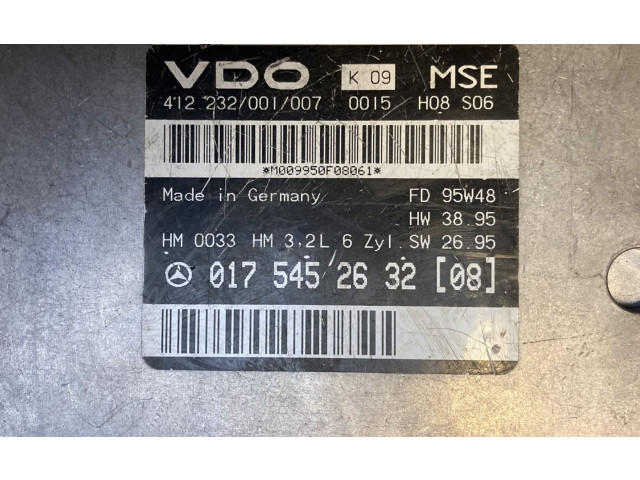 VDO K 09 MSE
412.232/001/007 0015 H08 S06
*M009950F08061*
Made in Germany FD 95W48
HW 38.95
HM 0033 HM 3,2L 6 Zyl. SW 26.95
017 545 26 32 [08]